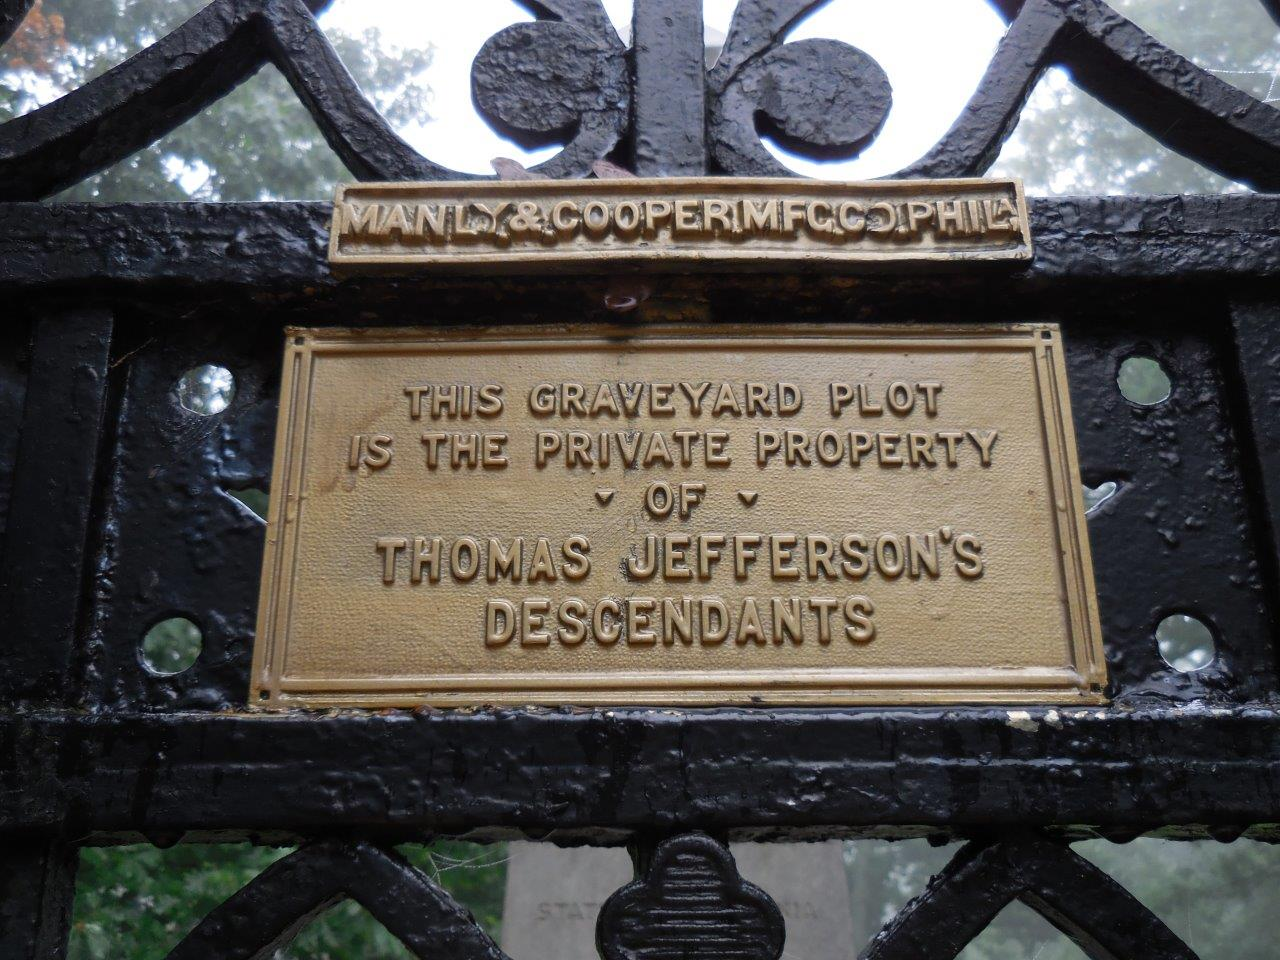 MANLY & COOPER MFG CO. PHILA
THIS GRAVEYARD PLOT
IS THE PRIVATE PROPERTY
OF
THOMAS JEFFERSON'S
DESCENDANTS